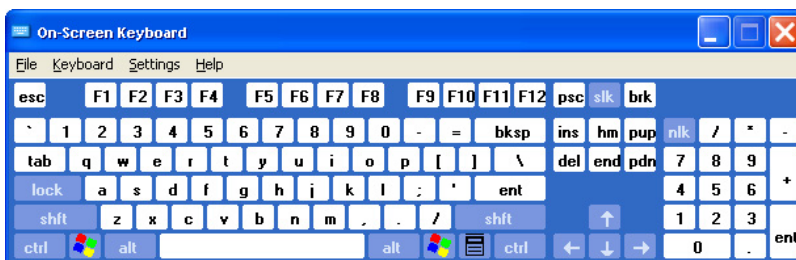 On-Screen Keyboard
File Keyboard Settings Help
esc F1 F2 F3 F4 F5 F6 F7 F8 F9 F10 F11 F12 psc slk brk
` 1 2 3 4 5 6 7 8 9 0 - = bksp ins hm pup nlk / * -
tab q w e r t y u i o p [ ] \ del end pdn 7 8 9
lock a s d f g h j k l ; ' ent 4 5 6 +
shft z x c v b n m , . / shft ↑ 1 2 3
ctrl alt alt ctrl ← ↓ → 0 . ent